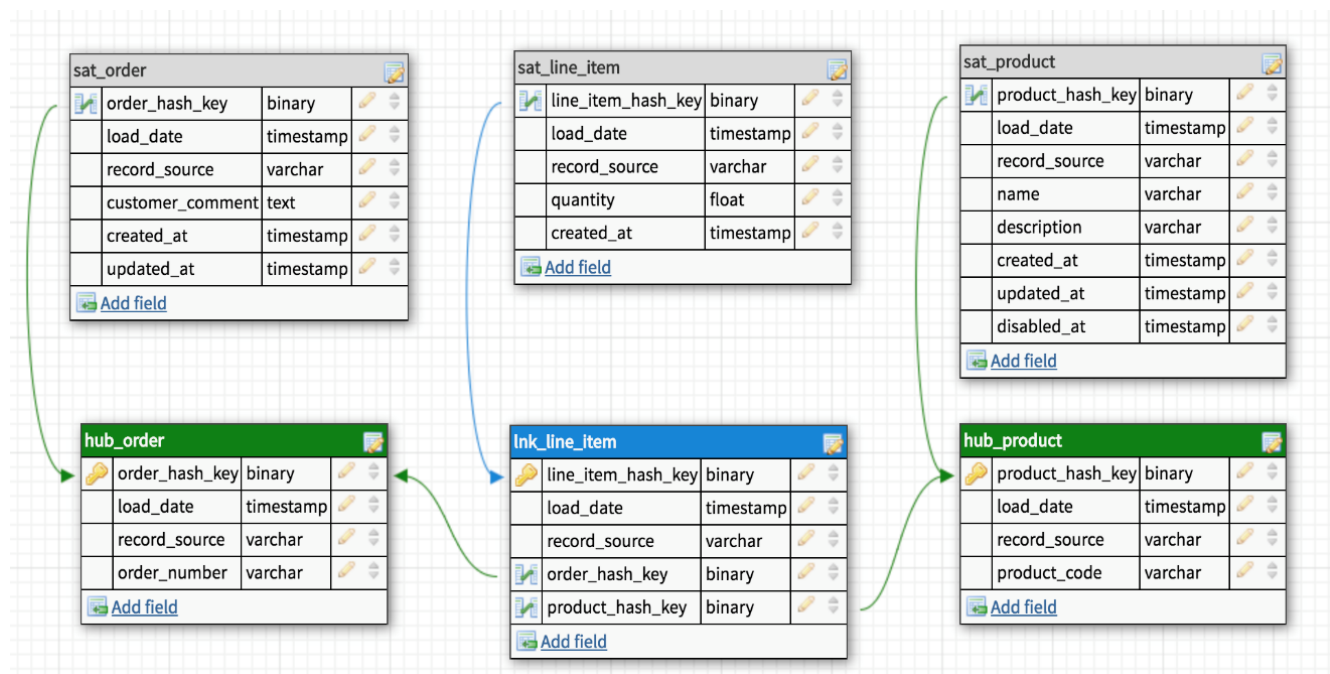 sat_order
order_hash_key binary
load_date timestamp
record_source varchar
customer_comment text
created_at timestamp
updated_at timestamp
Add field
sat_line_item
line_item_hash_key binary
load_date timestamp
record_source varchar
quantity float
created_at timestamp
Add field
sat_product
product_hash_key binary
load_date timestamp
record_source varchar
name varchar
description varchar
created_at timestamp
updated_at timestamp
disabled_at timestamp
Add field
hub_order
order_hash_key binary
load_date timestamp
record_source varchar
order_number varchar
Add field
lnk_line_item
line_item_hash_key binary
load_date timestamp
record_source varchar
order_hash_key binary
product_hash_key binary
Add field
hub_product
product_hash_key binary
load_date timestamp
record_source varchar
product_code varchar
Add field